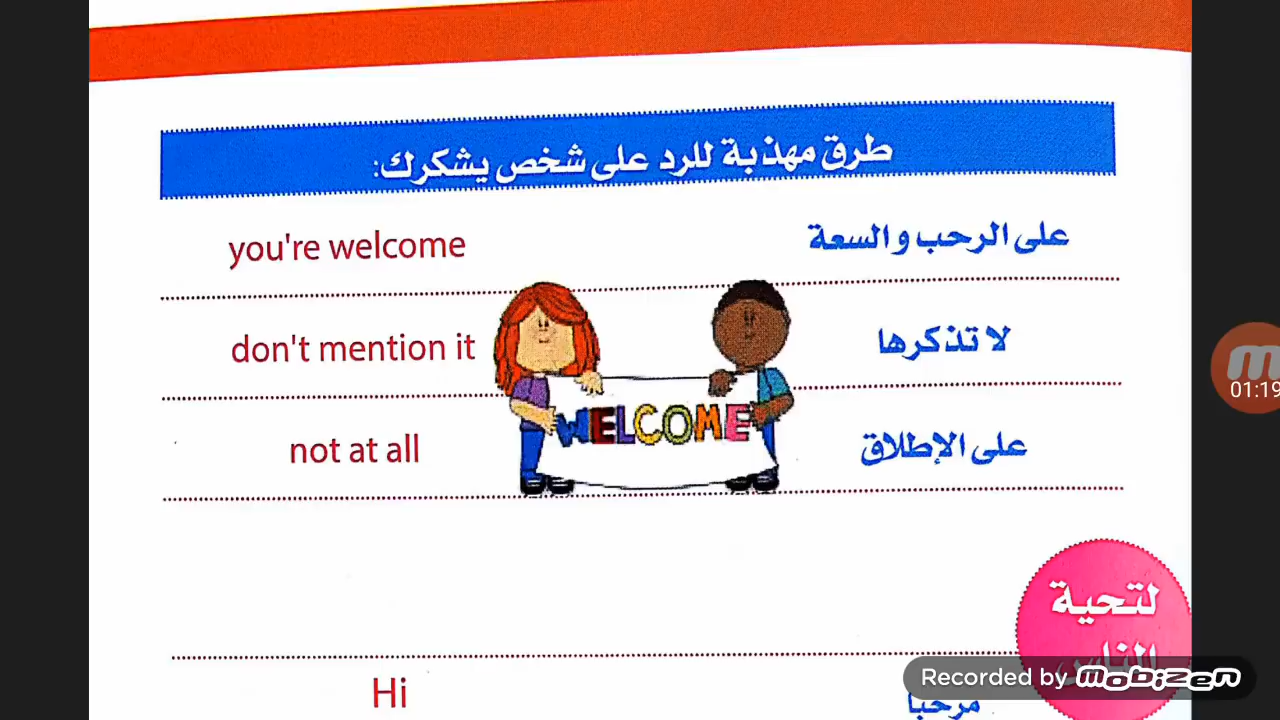 طرق مهذبة للرد على شخص يشكرك:
you're welcome
على الرحب والسعة
don't mention it
لا تذكرها
WELCOME
not at all
على الإطلاق
لتحية
الناس
Hi
مرحبا
01:19
Recorded by mobizen